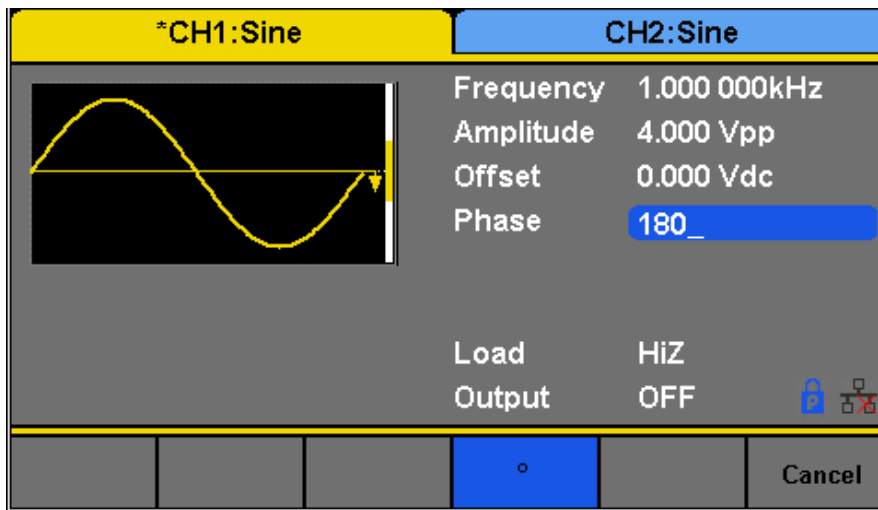 *CH1:Sine
CH2:Sine
Frequency 1.000 000kHz
Amplitude 4.000 Vpp
Offset 0.000 Vdc
Phase 180_
Load HiZ
Output OFF
P
° Cancel